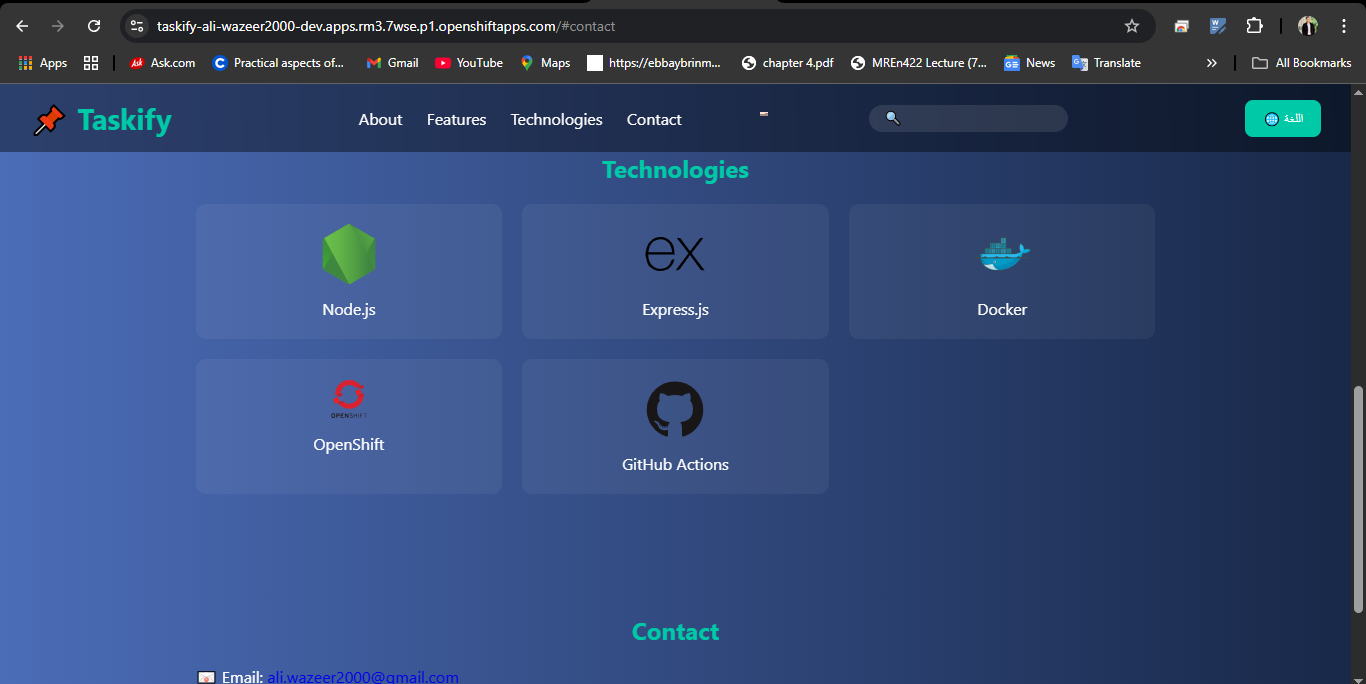 taskify-ali-wazeer2000-dev.apps.rm3.7wse.p1.openshiftapps.com/#contact
Apps Ask Ask.com Practical aspects of... Gmail YouTube Maps https://ebbaybrinm... chapter 4.pdf MREn422 Lecture (7... News Translate » All Bookmarks
Taskify About Features Technologies Contact اللغة
Technologies
Node.js
ex
Express.js
Docker
OPENSHIFT
OpenShift
GitHub Actions
Contact
Email: ali.wazeer2000@gmail.com